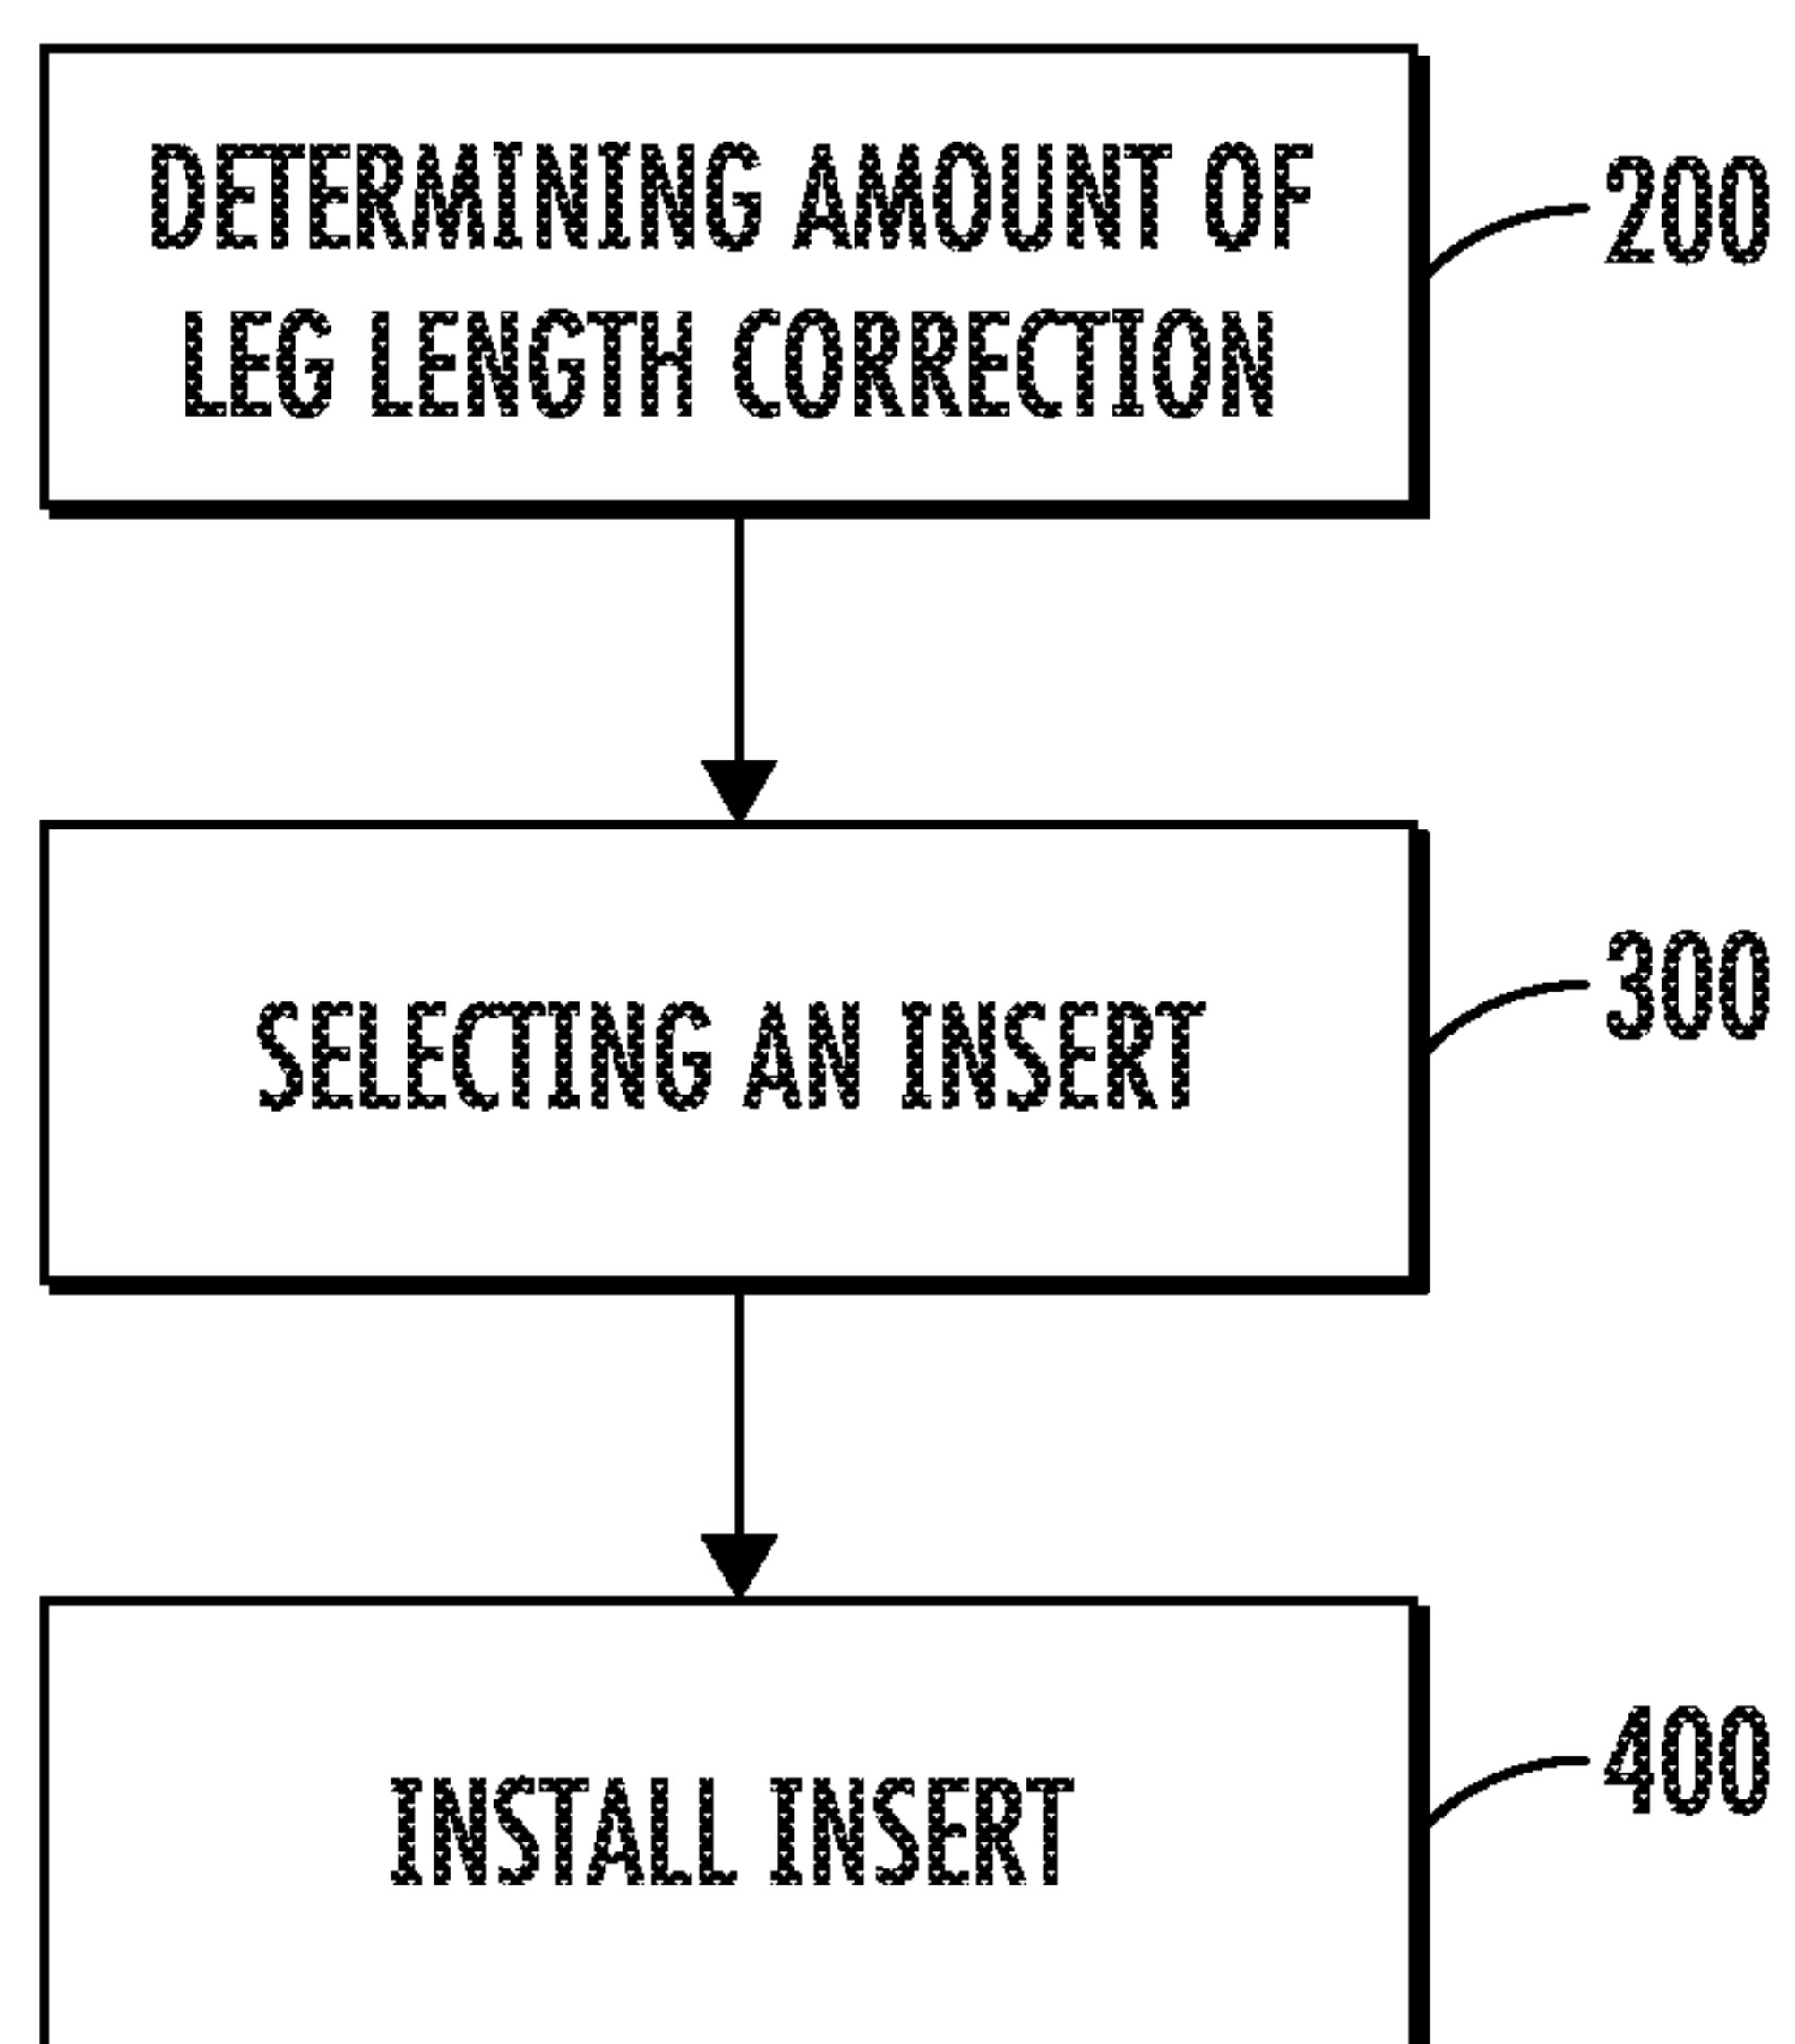 DETERMINING AMOUNT OF
LEG LENGTH CORRECTION
200
SELECTING AN INSERT
300
INSTALL INSERT
400